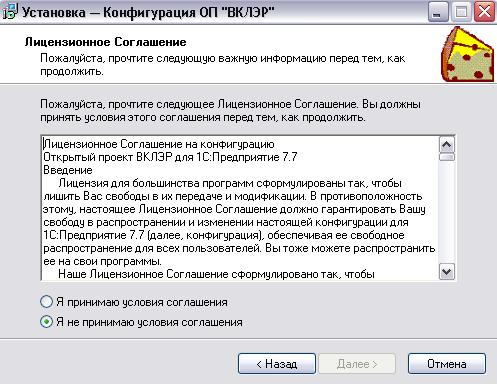 Установка — Конфигурация ОП "ВКЛЭР"
Лицензионное Соглашение
Пожалуйста, прочтите следующую важную информацию перед тем, как
продолжить.
Пожалуйста, прочтите следующее Лицензионное Соглашение. Вы должны
принять условия этого соглашения перед тем, как продолжить.
Лицензионное Соглашение на конфигурацию
Открытый проект ВКЛЭР для 1С:Предприятие 7.7
Введение
Лицензия для большинства программ сформулированы так, чтобы
лишить Вас свободы в их передаче и модификации. В противоположность
этому, настоящее Лицензионное Соглашение должно гарантировать Вашу
свободу в распространении и изменении настоящей конфигурации для
1С:Предприятие 7.7 (далее, конфигурация), обеспечивая ее свободное
распространение для всех пользователей. Вы тоже можете распространить
ее на свои программы.
Наше Лицензионное Соглашение сформулировано так, чтобы
Я принимаю условия соглашения
Я не принимаю условия соглашения
< Назад
Далее >
Отмена